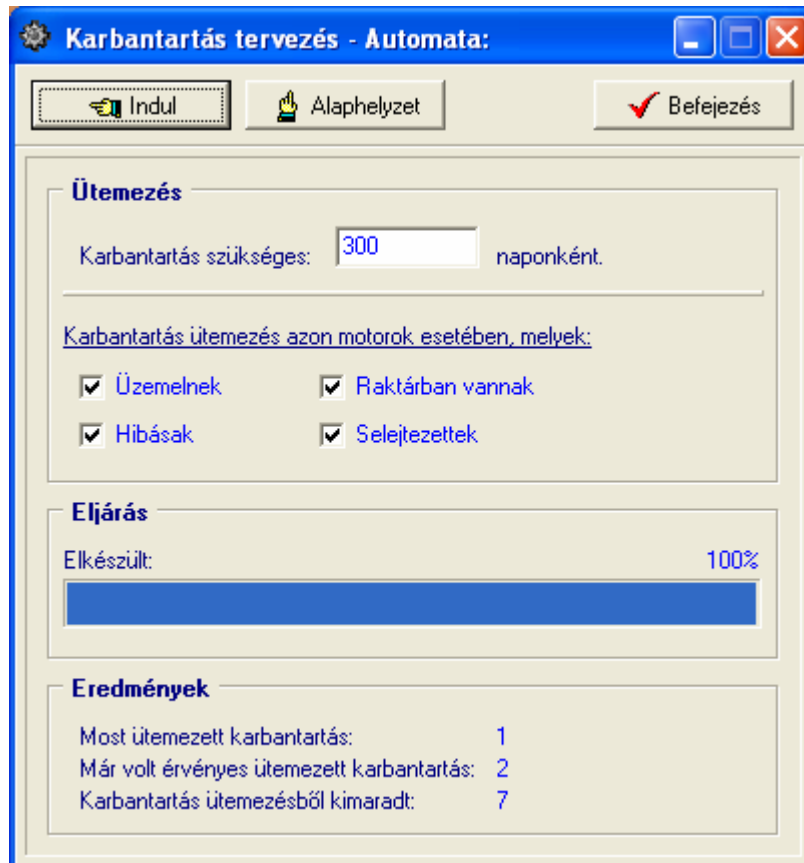 Karbantartás tervezés - Automata:
Indul Alaphelyzet Befejezés
Ütemezés
Karbantartás szükséges: 300 naponként.
Karbantartás ütemezés azon motorok esetében, melyek:
Üzemelnek Raktárban vannak
Hibásak Selejtezettek
Eljárás
Elkészült: 100%
Eredmények
Most ütemezett karbantartás: 1
Már volt érvényes ütemezett karbantartás: 2
Karbantartás ütemezésből kimaradt: 7